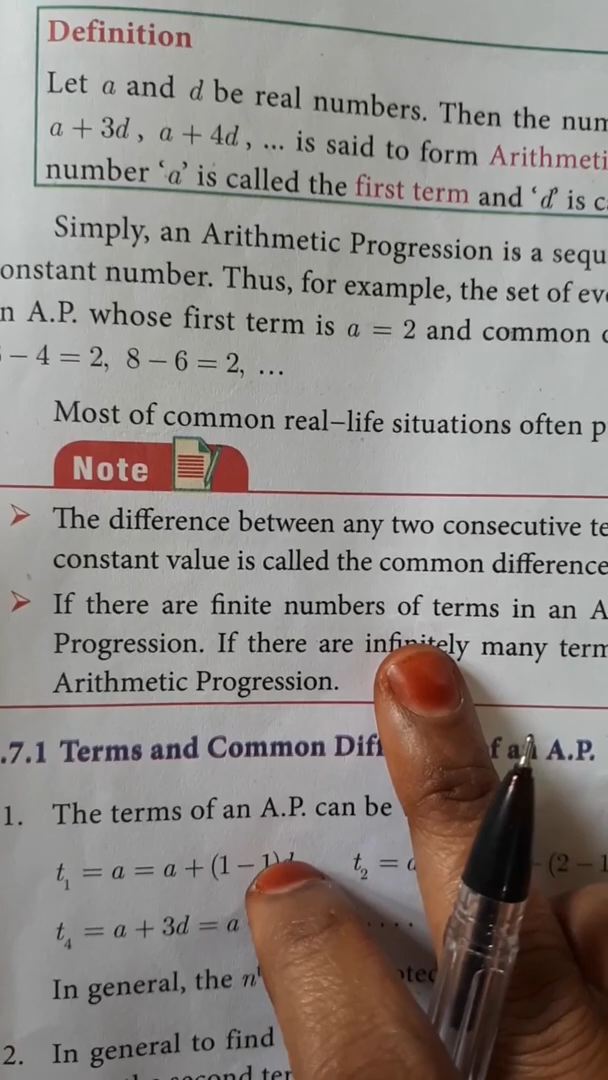 Definition
Let a and d be real numbers. Then the num
a + 3d , a + 4d , ... is said to form Arithmeti
number ‘a’ is called the first term and ‘d’ is c
Simply, an Arithmetic Progression is a sequ
onstant number. Thus, for example, the set of eve
n A.P. whose first term is a = 2 and common
– 4 = 2, 8 – 6 = 2, ...
Most of common real–life situations often p
Note
➢ The difference between any two consecutive te
constant value is called the common difference
➢ If there are finite numbers of terms in an A
Progression. If there are infinitely many term
Arithmetic Progression.
.7.1 Terms and Common Dif f an A.P.
1. The terms of an A.P. can be
t₁ = a = a + (1 – 1)d t₂ = – (2 – 1
t₄ = a + 3d = a ....
In general, the n
2. In general to find
second ter